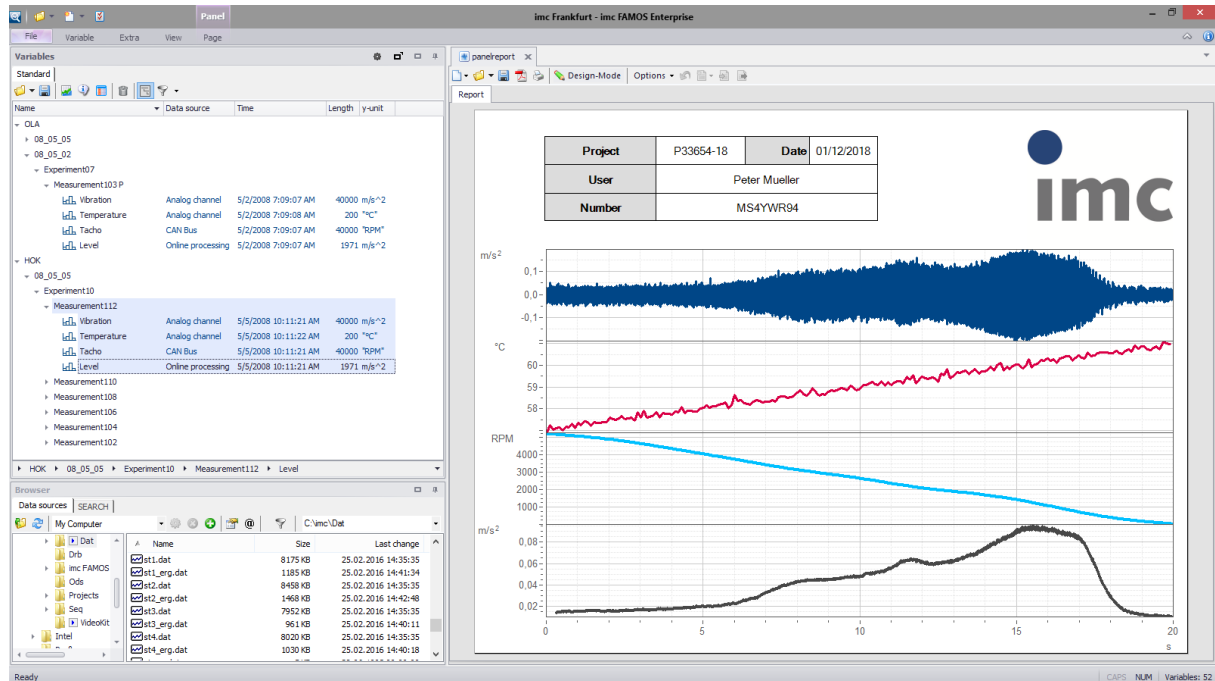 Panel
imc Frankfurt - imc FAMOS Enterprise
File Variable Extra View Page
Variables
Standard
Name Data source Time Length y-unit
OLA
08_05_05
08_05_02
Experiment07
Measurement103 P
Vibration Analog channel 5/2/2008 7:09:07 AM 40000 m/s^2
Temperature Analog channel 5/2/2008 7:09:08 AM 200 "°C"
Tacho CAN Bus 5/2/2008 7:09:07 AM 40000 "RPM"
Level Online processing 5/2/2008 7:09:07 AM 1971 m/s^2
HOK
08_05_05
Experiment10
Measurement112
Vibration Analog channel 5/5/2008 10:11:21 AM 40000 m/s^2
Temperature Analog channel 5/5/2008 10:11:22 AM 200 "°C"
Tacho CAN Bus 5/5/2008 10:11:21 AM 40000 "RPM"
Level Online processing 5/5/2008 10:11:21 AM 1971 m/s^2
Measurement110
Measurement108
Measurement106
Measurement104
Measurement102
HOK 08_05_05 Experiment10 Measurement112 Level
Browser
Data sources SEARCH
My Computer C:\imc\Dat
Dat
Drb
imc FAMOS
Ods
Projects
Seq
VideoKit
Intel
Name Size Last change
st1.dat 8175 KB 25.02.2016 14:35:35
st1_erg.dat 1185 KB 25.02.2016 14:41:34
st2.dat 8458 KB 25.02.2016 14:35:35
st2_erg.dat 1468 KB 25.02.2016 14:42:48
st3.dat 7952 KB 25.02.2016 14:35:35
st3_erg.dat 961 KB 25.02.2016 14:40:11
st4.dat 8020 KB 25.02.2016 14:35:35
st4_erg.dat 1030 KB 25.02.2016 14:40:18
panelreport
Design-Mode Options
Report
Project P33654-18 Date 01/12/2018
User Peter Mueller
Number MS4YWR94
imc
m/s²
0,1
0,0
-0,1
°C
60
59
58
RPM
4000
3000
2000
1000
m/s²
0,08
0,06
0,04
0,02
0 5 10 15 20
s
Ready
CAPS NUM Variables: 52